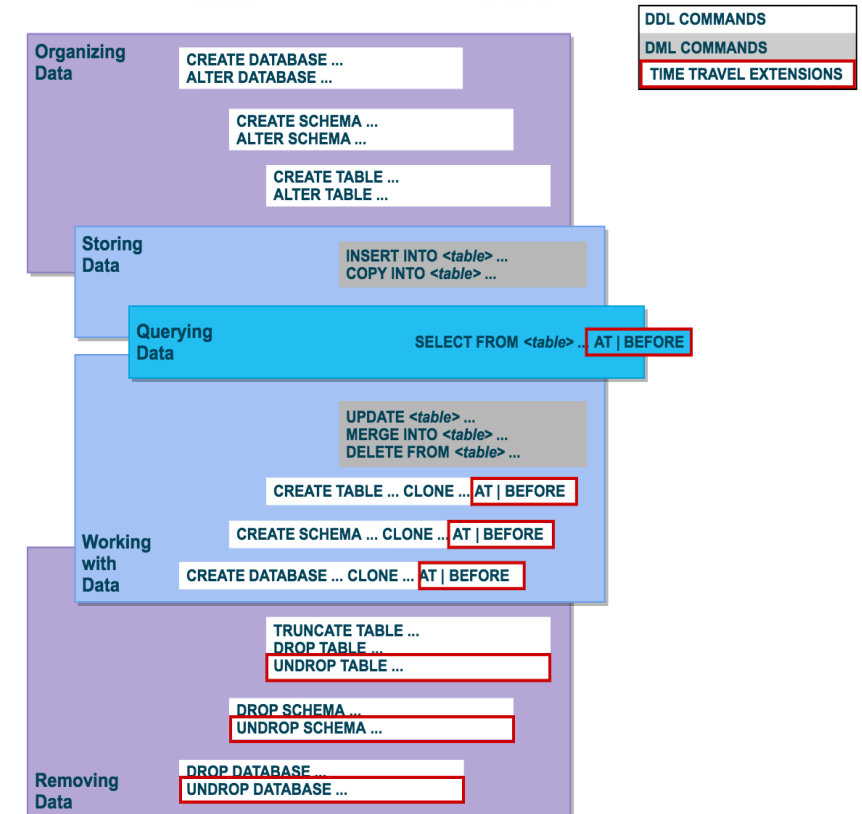 DDL COMMANDS
DML COMMANDS
TIME TRAVEL EXTENSIONS
Organizing
Data
CREATE DATABASE ...
ALTER DATABASE ...
CREATE SCHEMA ...
ALTER SCHEMA ...
CREATE TABLE ...
ALTER TABLE ...
Storing
Data
INSERT INTO <table> ...
COPY INTO <table> ...
Querying
Data
SELECT FROM <table> .. AT | BEFORE
UPDATE <table> ...
MERGE INTO <table> ...
DELETE FROM <table> ...
CREATE TABLE ... CLONE ... AT | BEFORE
CREATE SCHEMA ... CLONE ... AT | BEFORE
Working
with
Data
CREATE DATABASE ... CLONE ... AT | BEFORE
TRUNCATE TABLE ...
DROP TABLE ...
UNDROP TABLE ...
DROP SCHEMA ...
UNDROP SCHEMA ...
DROP DATABASE ...
UNDROP DATABASE ...
Removing
Data